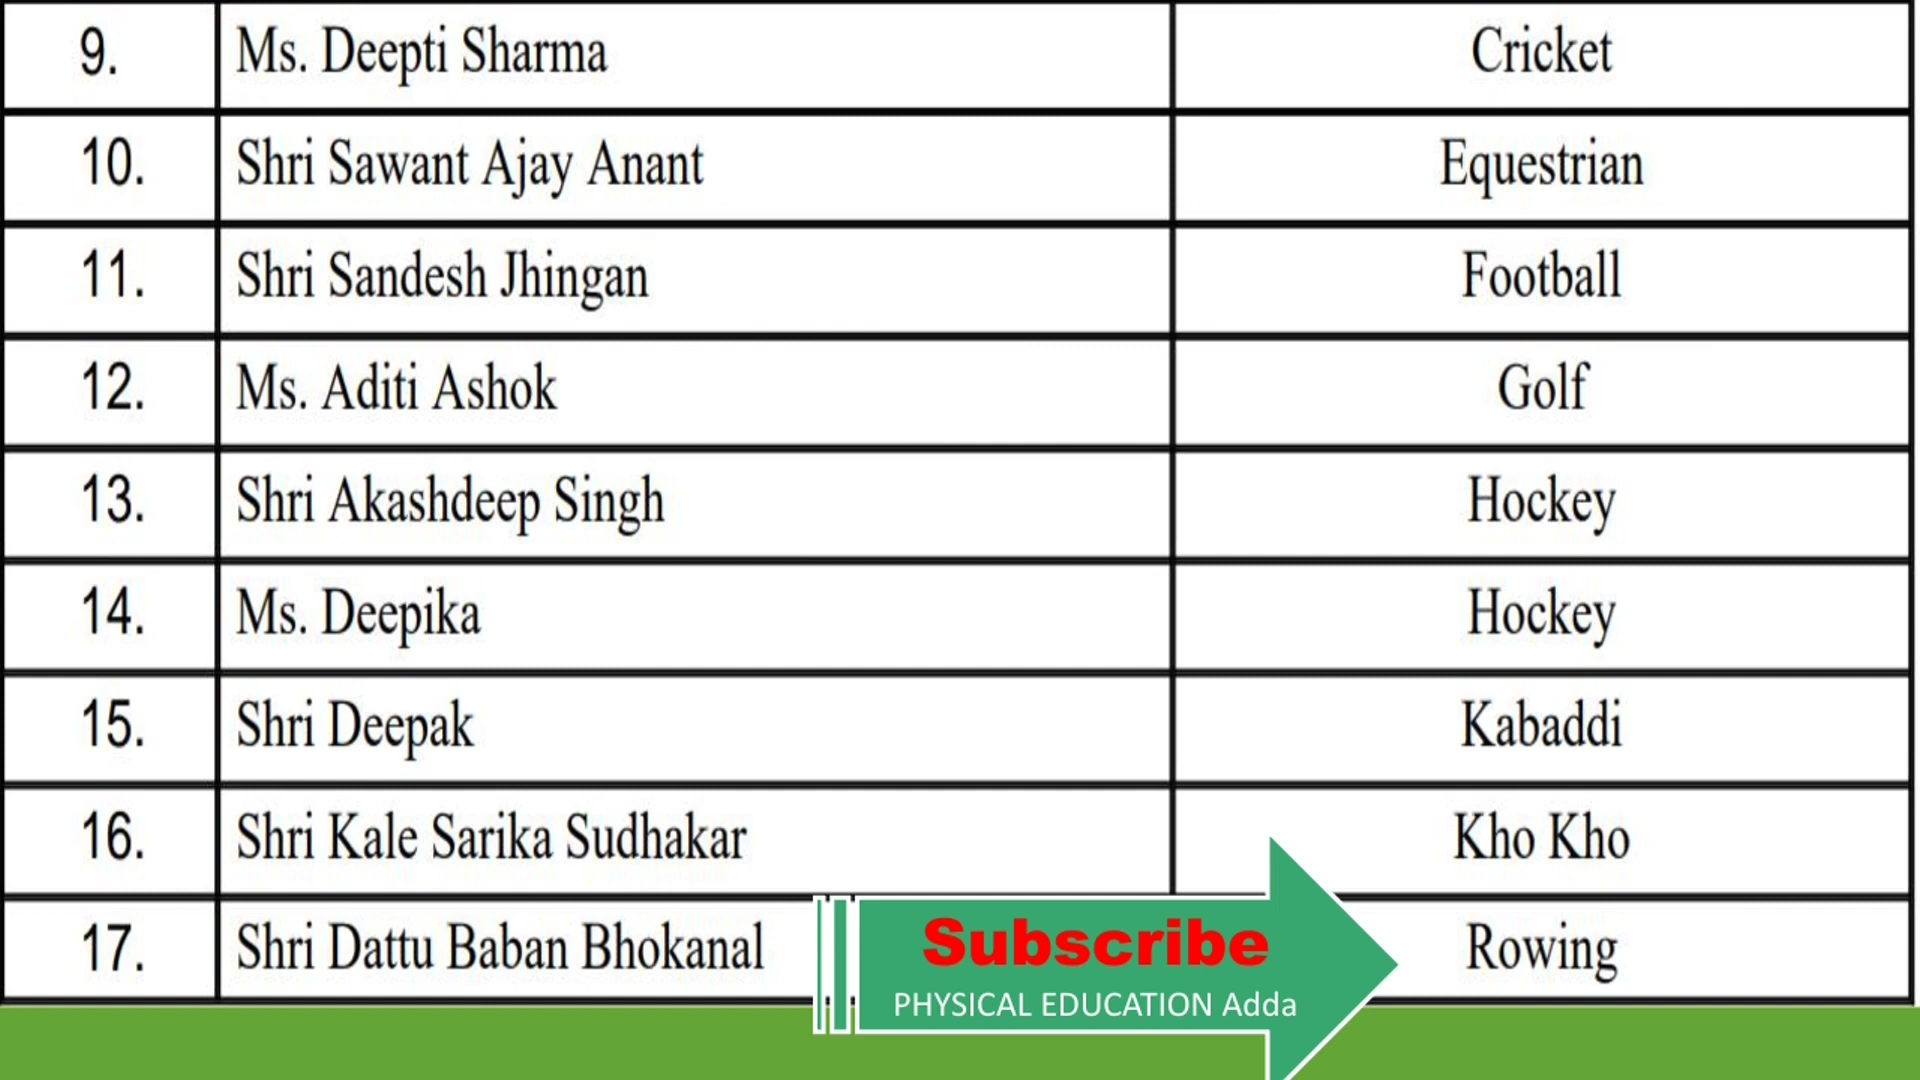 9. Ms. Deepti Sharma Cricket
10. Shri Sawant Ajay Anant Equestrian
11. Shri Sandesh Jhingan Football
12. Ms. Aditi Ashok Golf
13. Shri Akashdeep Singh Hockey
14. Ms. Deepika Hockey
15. Shri Deepak Kabaddi
16. Shri Kale Sarika Sudhakar Kho Kho
17. Shri Dattu Baban Bhokanal Rowing
Subscribe
PHYSICAL EDUCATION Adda